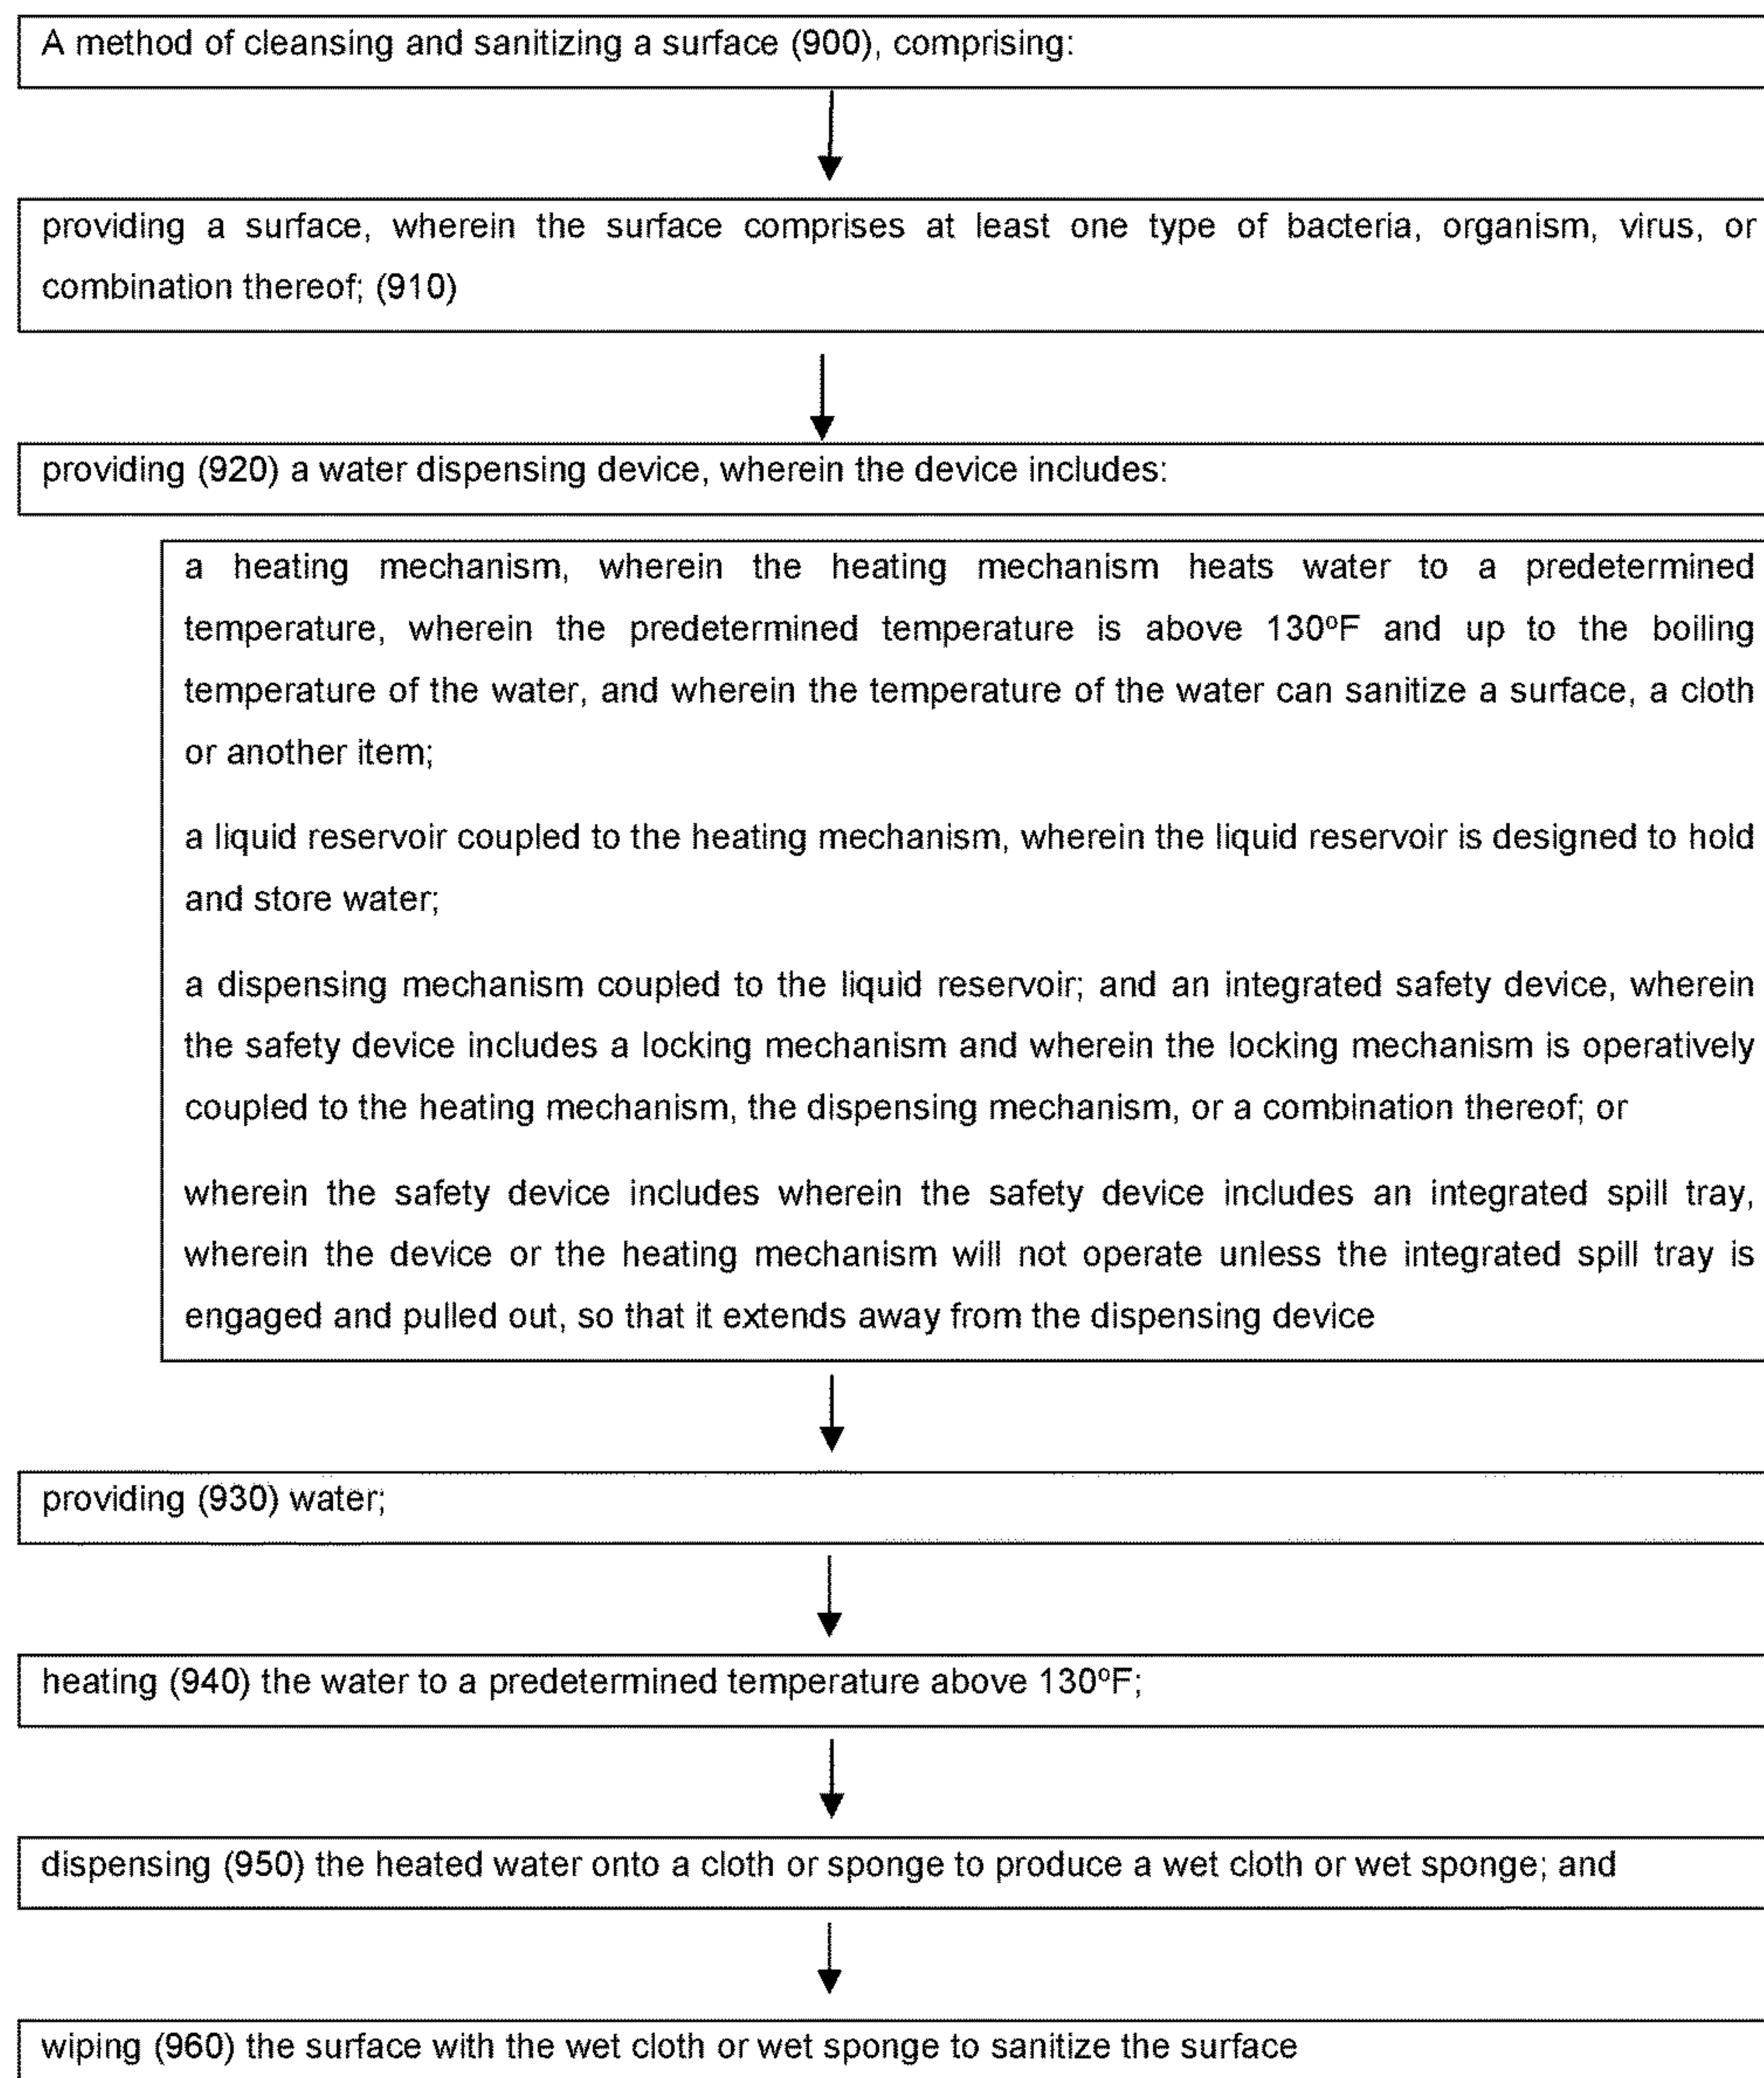 A method of cleansing and sanitizing a surface (900), comprising:
providing a surface, wherein the surface comprises at least one type of bacteria, organism, virus, or
combination thereof; (910)
providing (920) a water dispensing device, wherein the device includes:
a heating mechanism, wherein the heating mechanism heats water to a predetermined
temperature, wherein the predetermined temperature is above 130ºF and up to the boiling
temperature of the water, and wherein the temperature of the water can sanitize a surface, a cloth
or another item;
a liquid reservoir coupled to the heating mechanism, wherein the liquid reservoir is designed to hold
and store water;
a dispensing mechanism coupled to the liquid reservoir; and an integrated safety device, wherein
the safety device includes a locking mechanism and wherein the locking mechanism is operatively
coupled to the heating mechanism, the dispensing mechanism, or a combination thereof; or
wherein the safety device includes wherein the safety device includes an integrated spill tray,
wherein the device or the heating mechanism will not operate unless the integrated spill tray is
engaged and pulled out, so that it extends away from the dispensing device
providing (930) water;
heating (940) the water to a predetermined temperature above 130ºF;
dispensing (950) the heated water onto a cloth or sponge to produce a wet cloth or wet sponge; and
wiping (960) the surface with the wet cloth or wet sponge to sanitize the surface